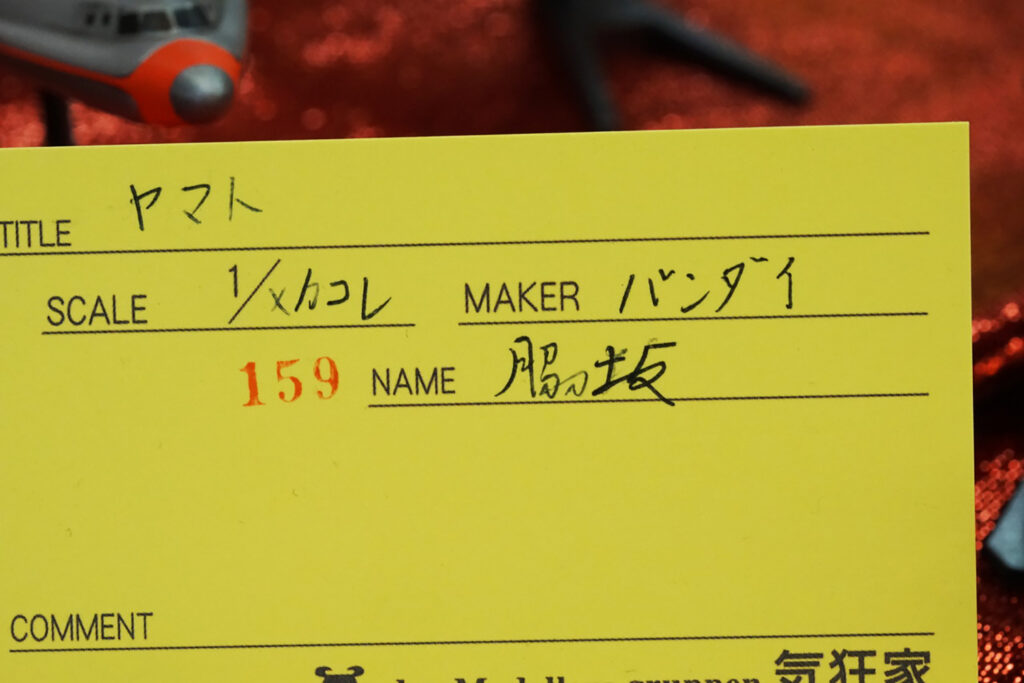 TITLE ヤマト
SCALE 1/メカコレ MAKER バンダイ
159 NAME 脇坂
COMMENT
気狂家